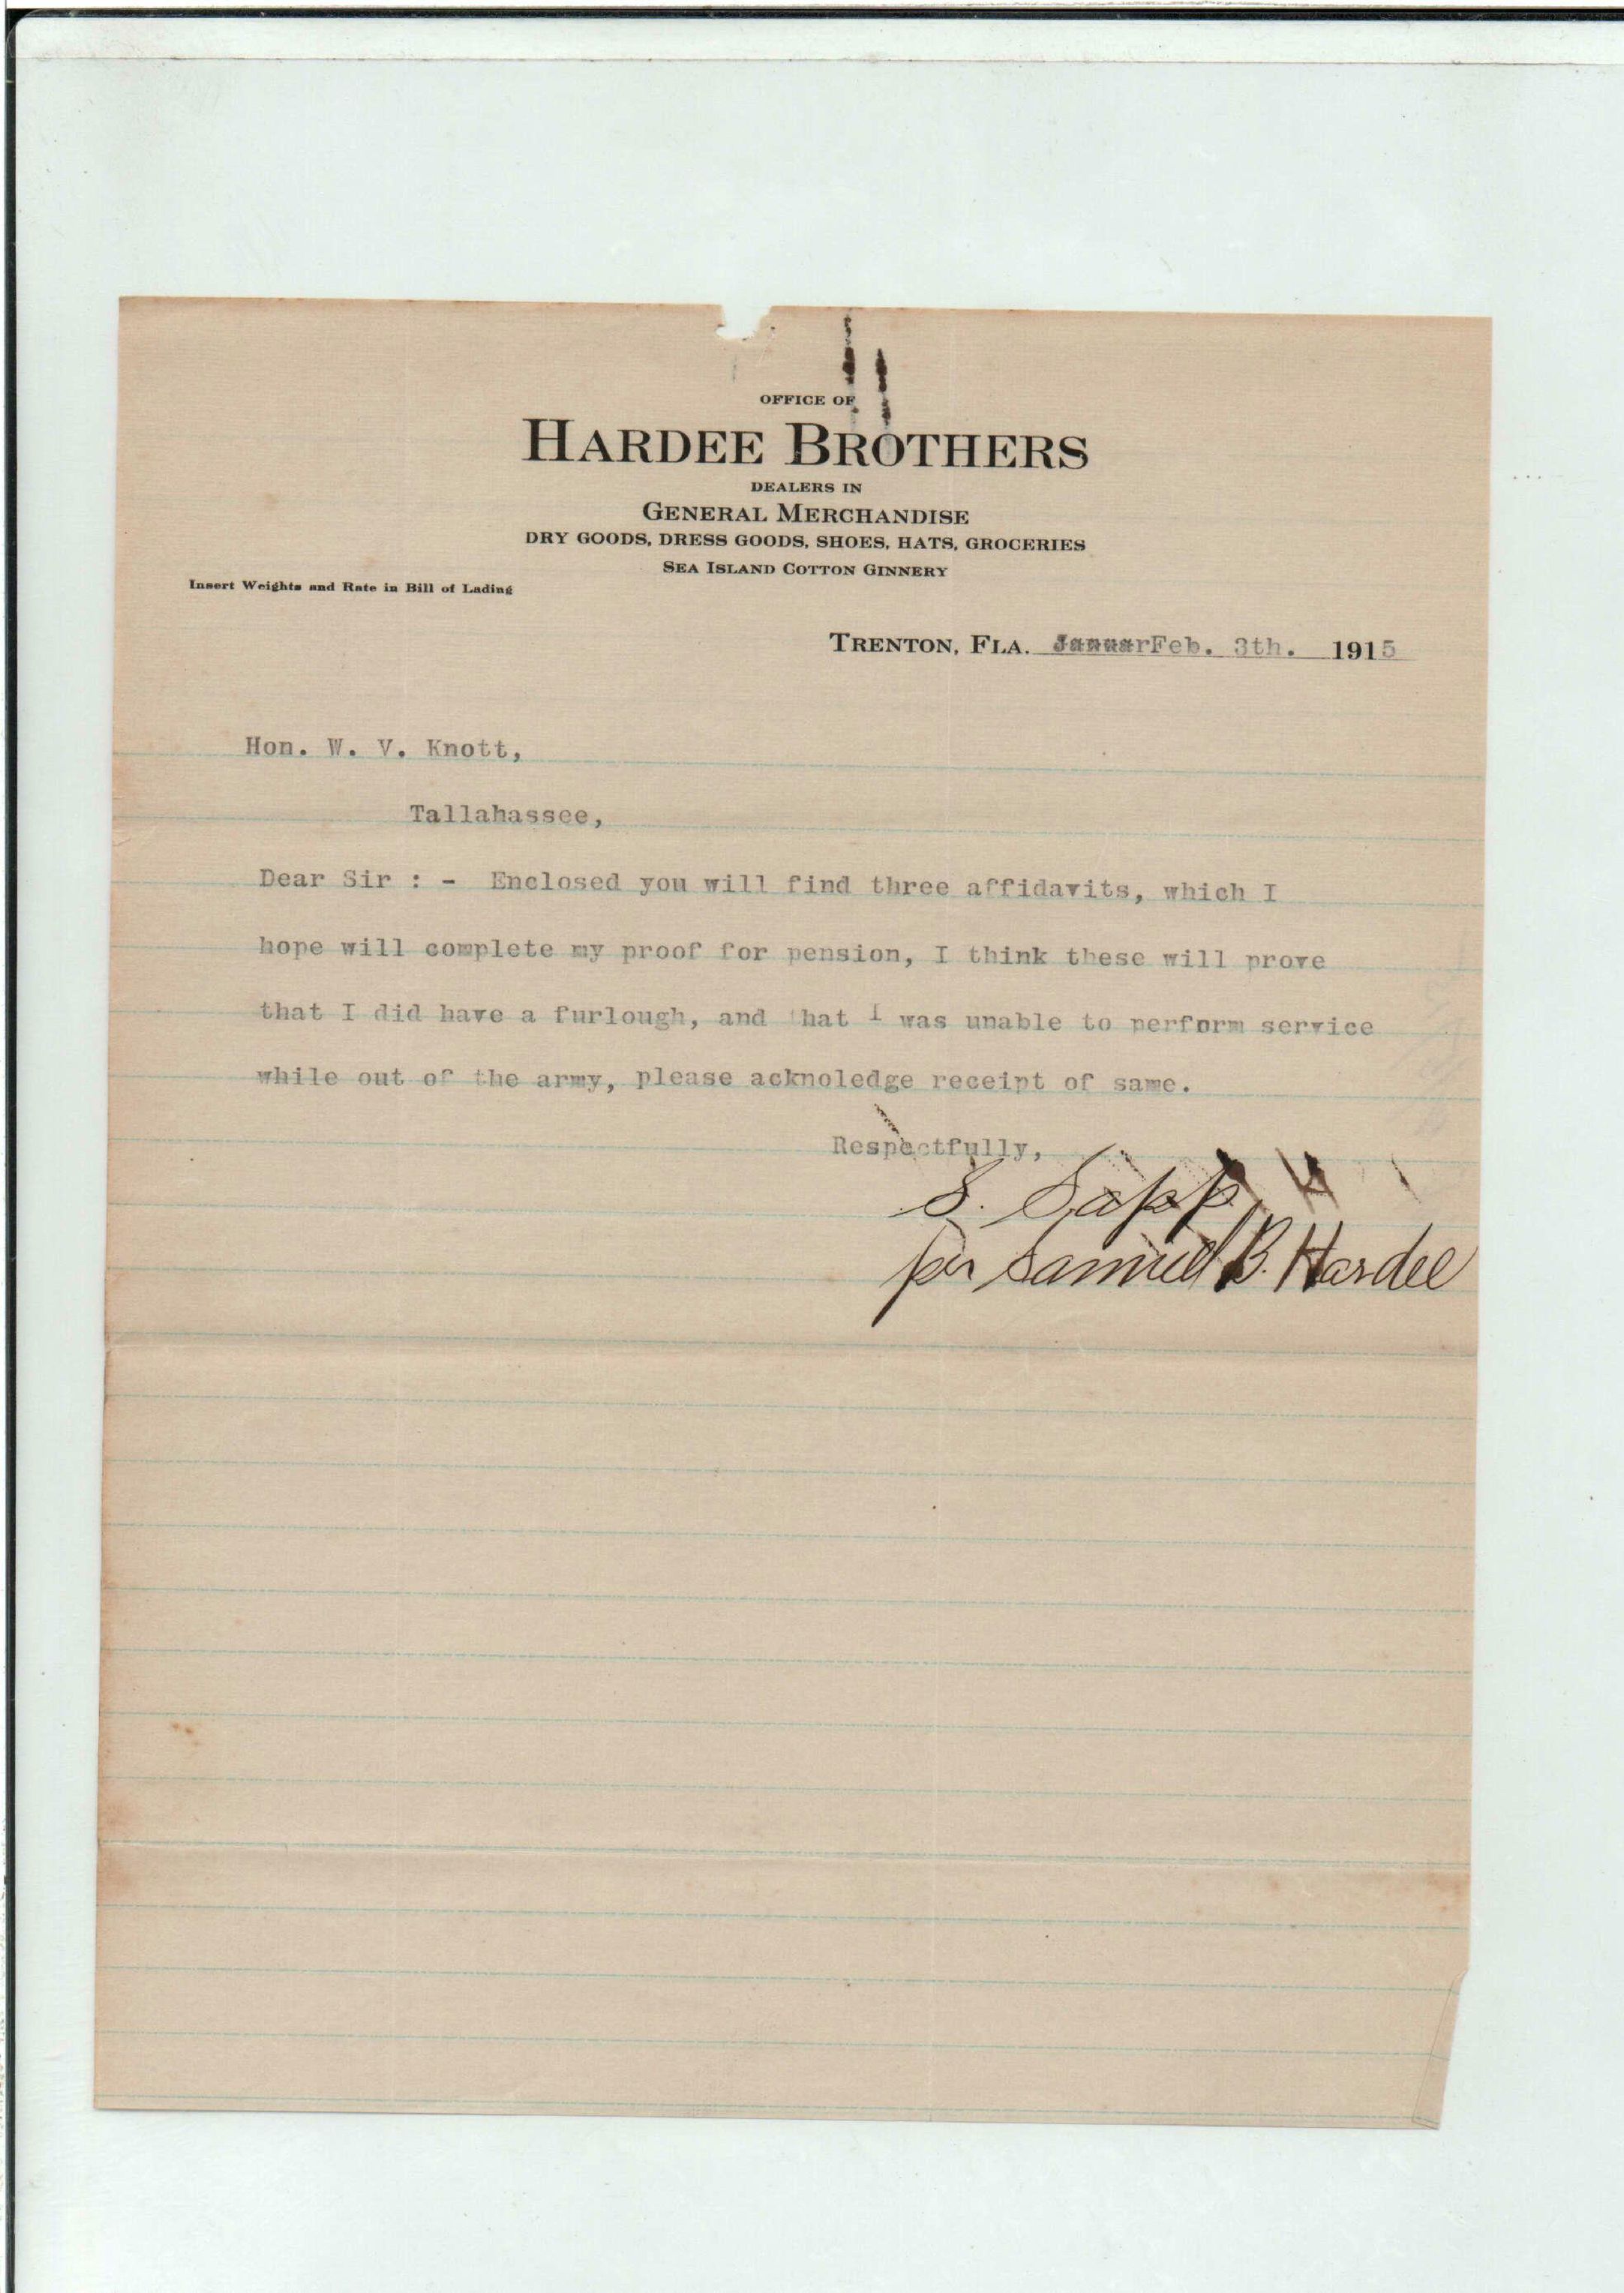 OFFICE OF
HARDEE BROTHERS
DEALERS IN
GENERAL MERCHANDISE
DRY GOODS, DRESS GOODS, SHOES, HATS, GROCERIES
SEA ISLAND COTTON GINNERY
Insert Weights and Rate in Bill of Lading
TRENTON, FLA. JanuarFeb. 3th. 1915
Hon. W. V. Knott,
Tallahassee,
Dear Sir : - Enclosed you will find three affidavits, which I
hope will complete my proof for pension, I think these will prove
that I did have a furlough, and that I was unable to perform service
while out of the army, please acknoledge receipt of same.
Respectfully,
S. Sapp
per Samuel B. Hardee